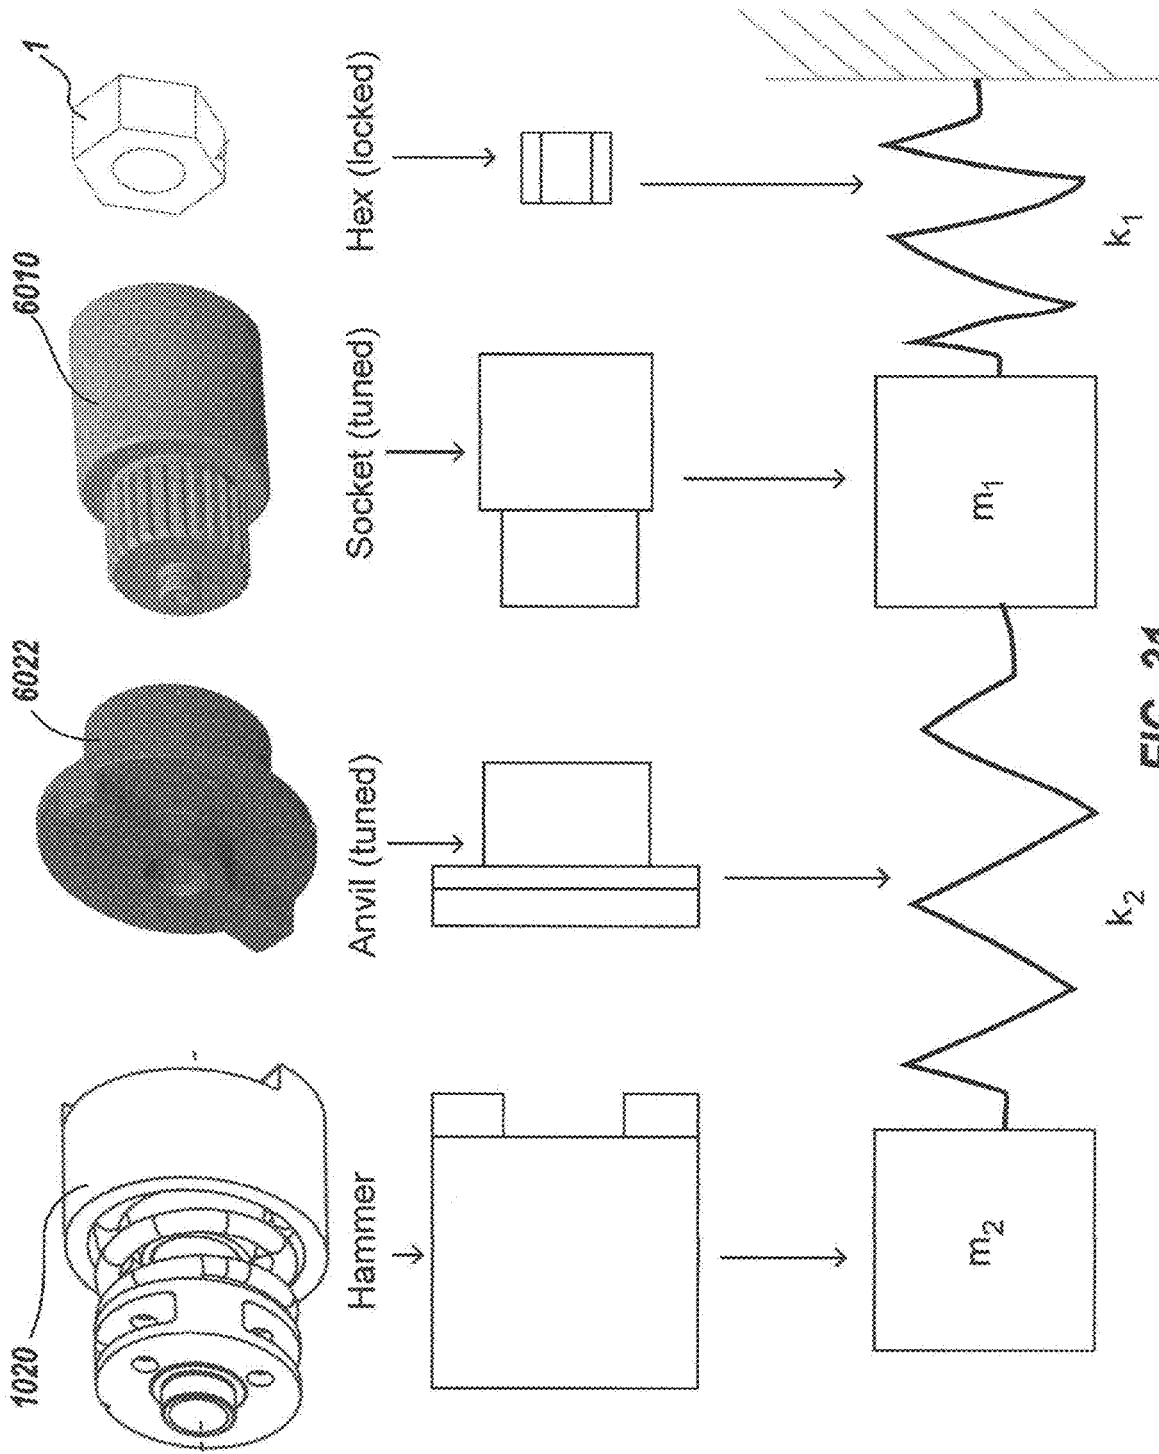 1020
6022
6010
1
Hammer
Anvil (tuned)
Socket (tuned)
Hex (locked)
m2
k2
m1
k1